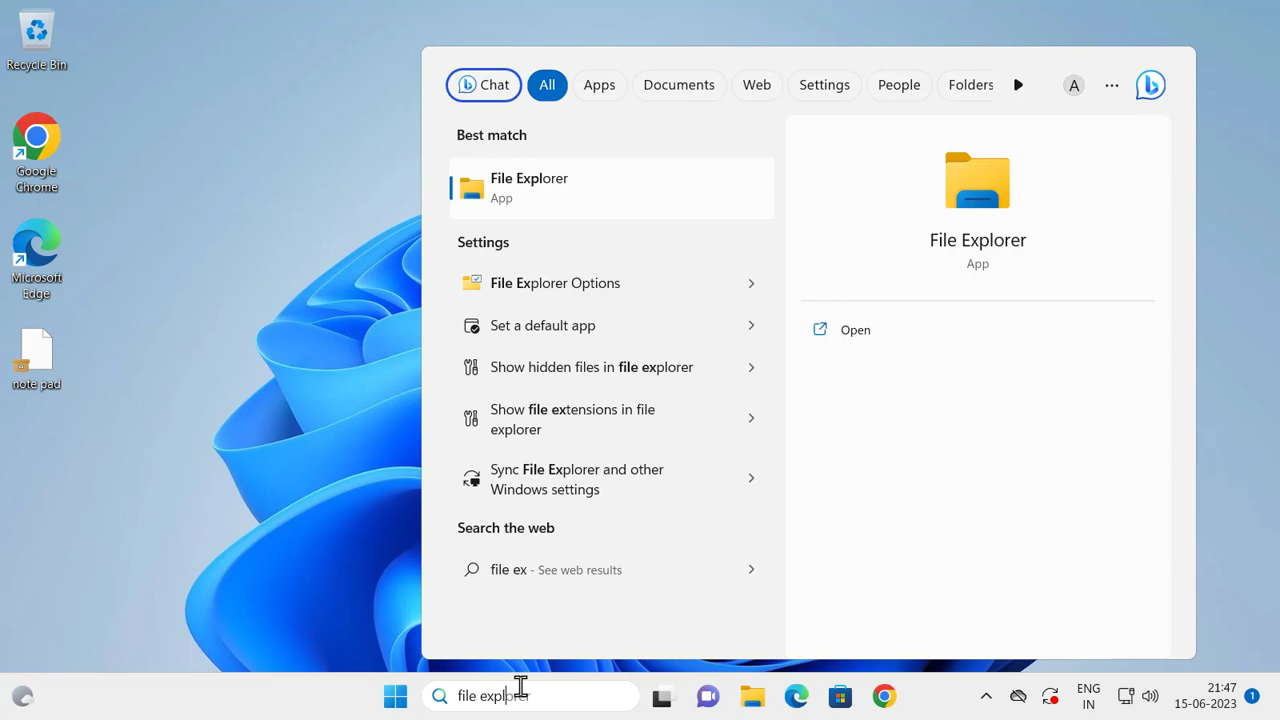 Recycle Bin
Google
Chrome
Microsoft
Edge
note pad
Chat
All
Apps
Documents
Web
Settings
People
Folders
A
Best match
File Explorer
App
Settings
File Explorer Options
Set a default app
Show hidden files in file explorer
Show file extensions in file
explorer
Sync File Explorer and other
Windows settings
Search the web
file ex - See web results
File Explorer
App
Open
file explorer
ENG
IN
21:47
15-06-2023
1